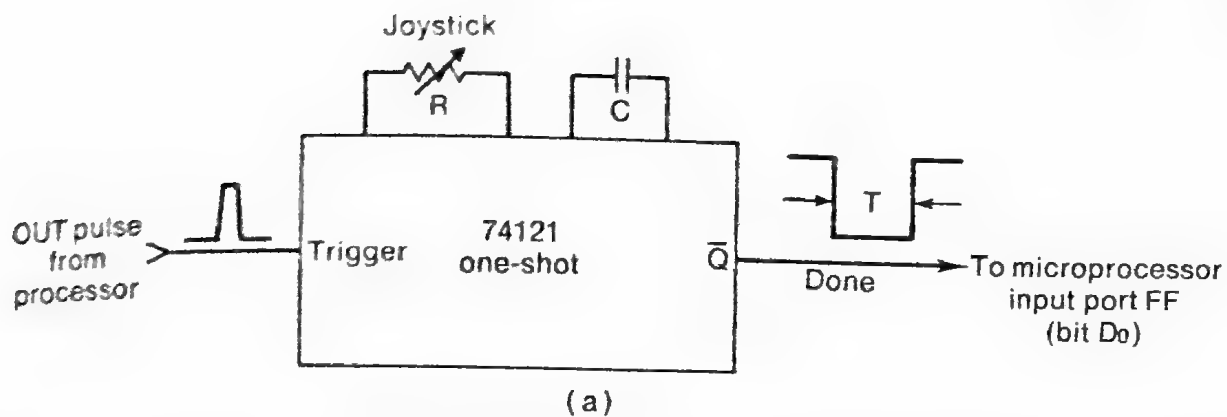 Joystick
R
C
OUT pulse
from
processor
Trigger
74121
one-shot
Q̅
T
Done
To microprocessor
input port FF
(bit D0)
(a)